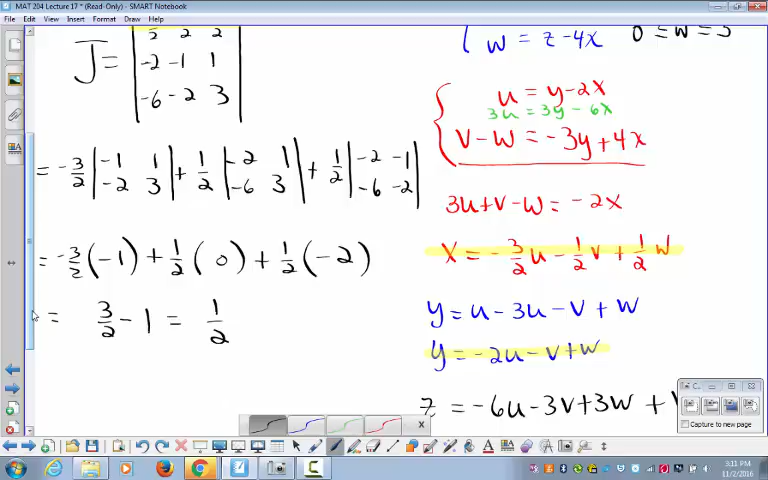 MAT 204 Lecture 17 * (Read-Only) - SMART Notebook
File Edit View Insert Format Tools Draw Help
J = | 2 2 2
-2 -1 1
-6 -2 3 |
= -3/2 | -1 1 -2 3 | + 1/2 | -2 1 -6 3 | + 1/2 | -2 -1 -6 -2 |
= -3/2 (-1) + 1/2 (0) + 1/2 (-2)
= 3/2 - 1 = 1/2
w = z-4x
u = y-2x
3u = 3y-6x
v-w = -3y+4x
3u+v-w = -2x
x = -3/2 u - 1/2 v + 1/2 w
y = u-3u-v+w
y = -2u-v+w
z = -6u-3v+3w +
Capture to new page
3:11 PM
11/2/2016